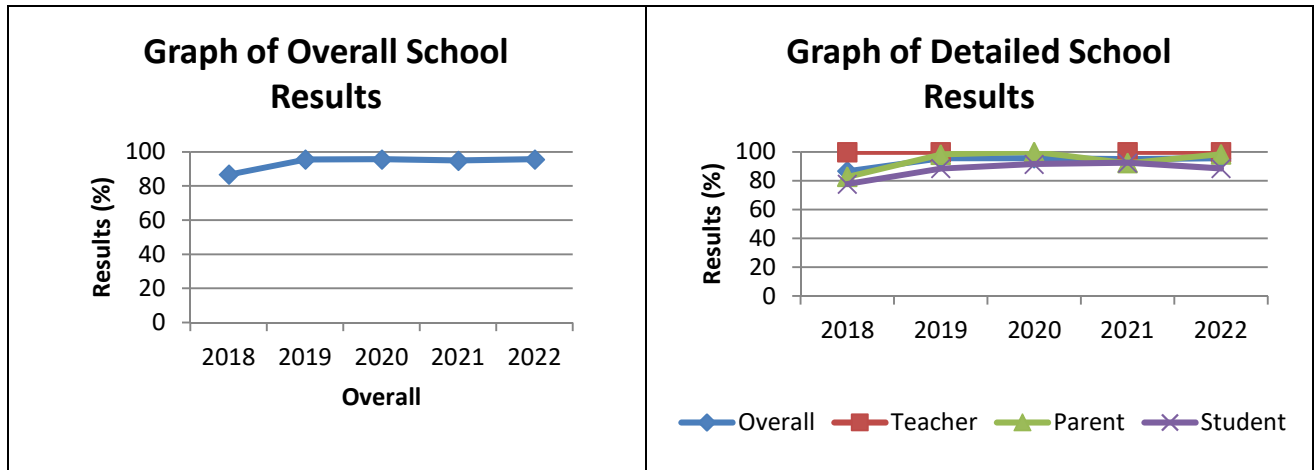 Graph of Overall School
Results
Results (%)
100
80
60
40
20
0
2018 2019 2020 2021 2022
Overall
Graph of Detailed School
Results
Results (%)
100
80
60
40
20
0
2018 2019 2020 2021 2022
Overall Teacher Parent Student